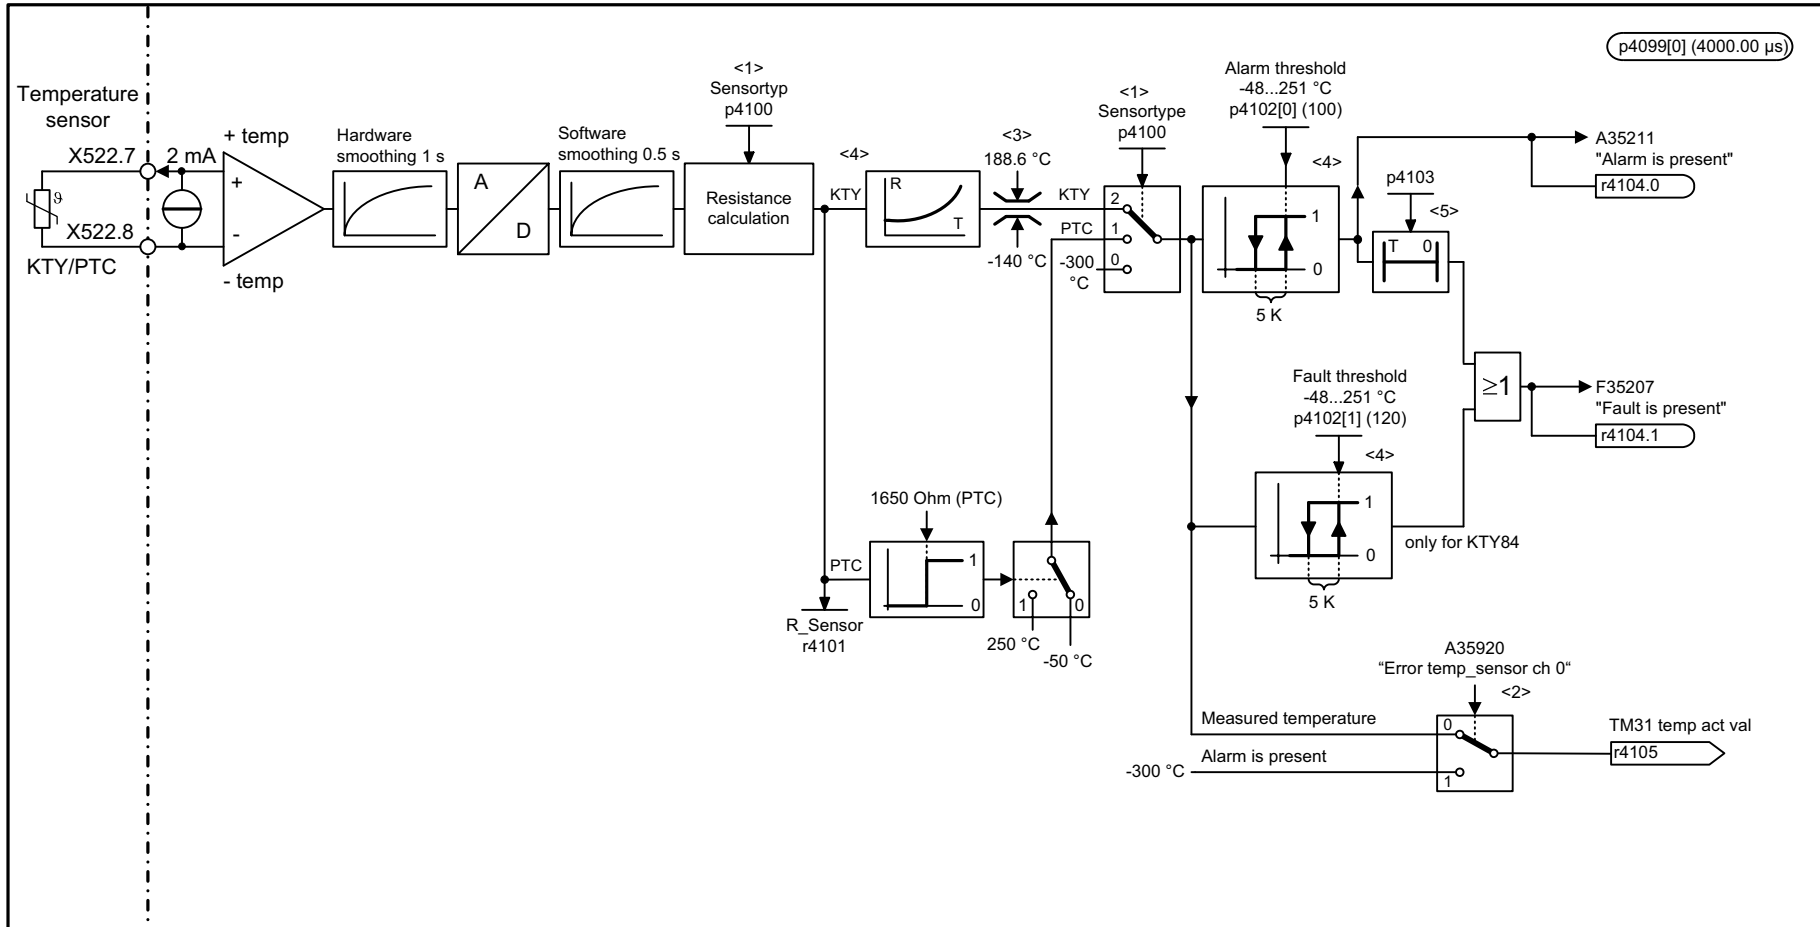 p4099[0] (4000.00 µs)
Temperature
sensor
X522.7
X522.8
KTY/PTC
ϑ
2 mA
+ temp
+
-
- temp
Hardware
smoothing 1 s
A
D
Software
smoothing 0.5 s
<1>
Sensortyp
p4100
Resistance
calculation
<4>
KTY
R
T
<3>
188.6 °C
-140 °C
KTY
PTC
-300
°C
<1>
Sensortype
p4100
2
1
0
Alarm threshold
-48...251 °C
p4102[0] (100)
<4>
1
0
5 K
p4103
<5>
T 0
A35211
"Alarm is present"
r4104.0
≥1
F35207
"Fault is present"
r4104.1
Fault threshold
-48...251 °C
p4102[1] (120)
<4>
1
0
5 K
only for KTY84
1650 Ohm (PTC)
PTC
1
0
R_Sensor
r4101
1
0
250 °C
-50 °C
A35920
“Error temp_sensor ch 0“
<2>
Measured temperature
0
Alarm is present
-300 °C
1
TM31 temp act val
r4105